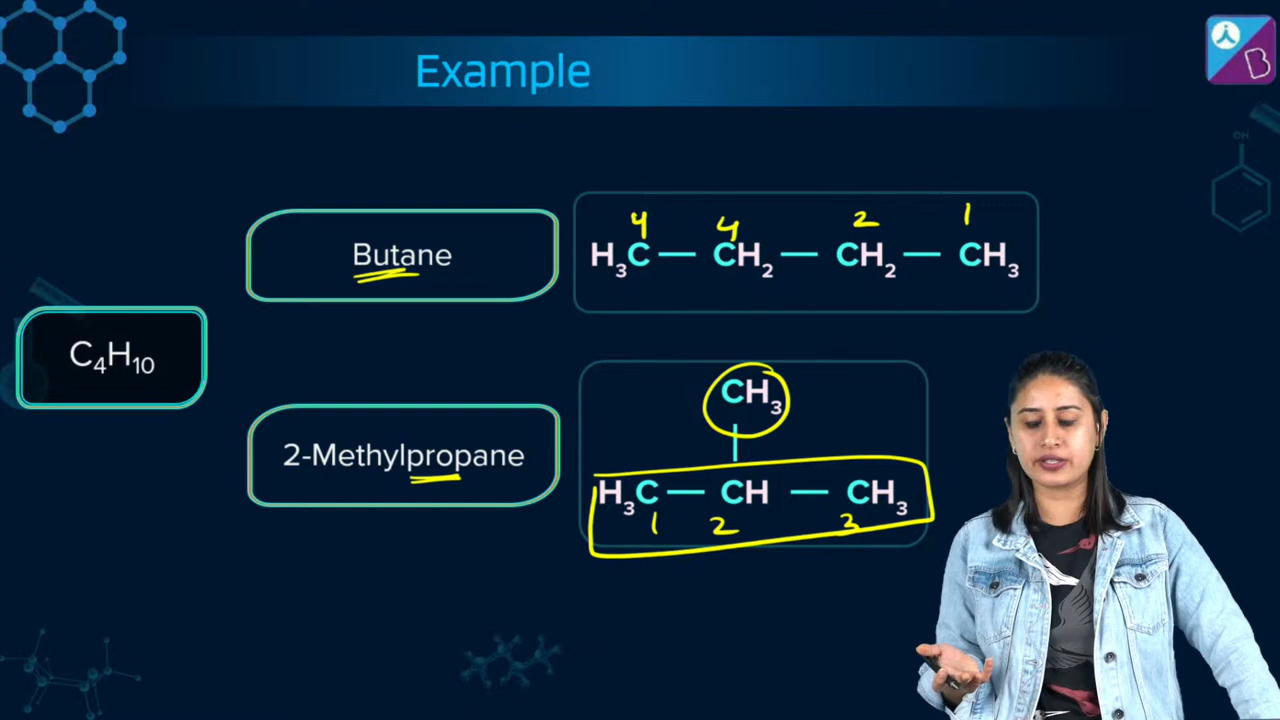 Example
B
OH
4 4 2 1
Butane
H₃C — CH₂ — CH₂ — CH₃
C₄H₁₀
CH₃
2-Methylpropane
H₃C — CH — CH₃
1 2 3